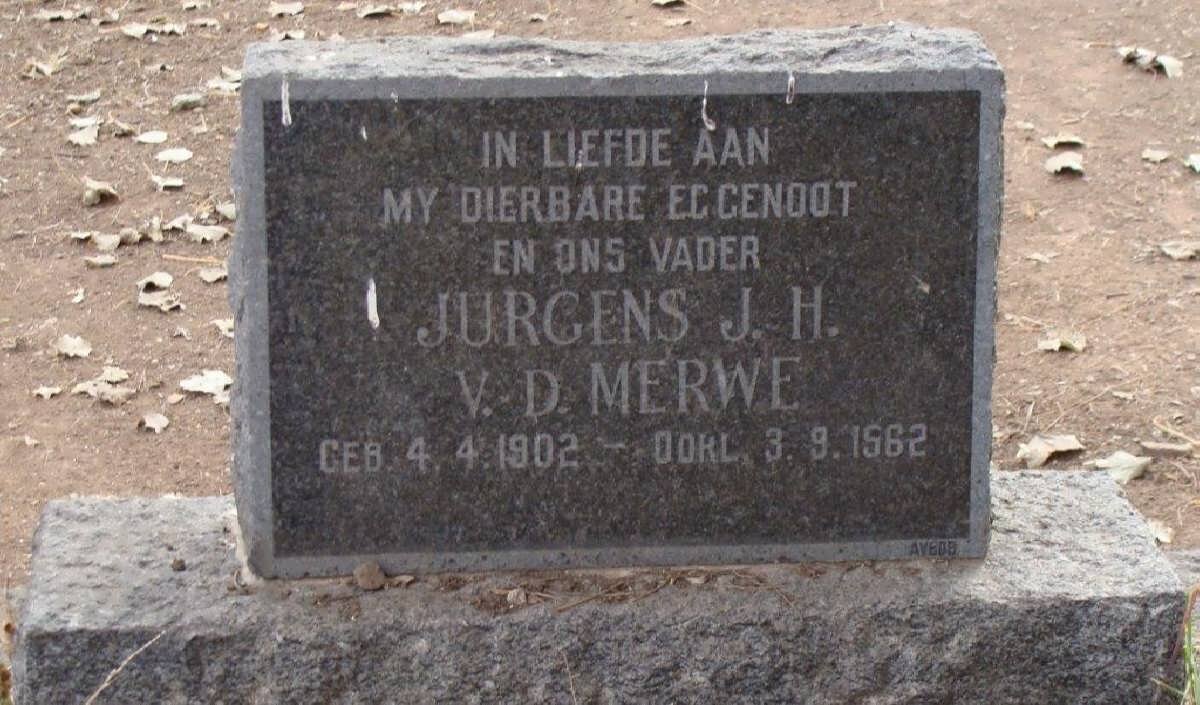 IN LIEFDE AAN
MY DIERBARE EGGENOOT
EN ONS VADER
JURGENS J. H.
V. D. MERWE
GEB. 4. 4. 1902 – OORL. 3. 9. 1962